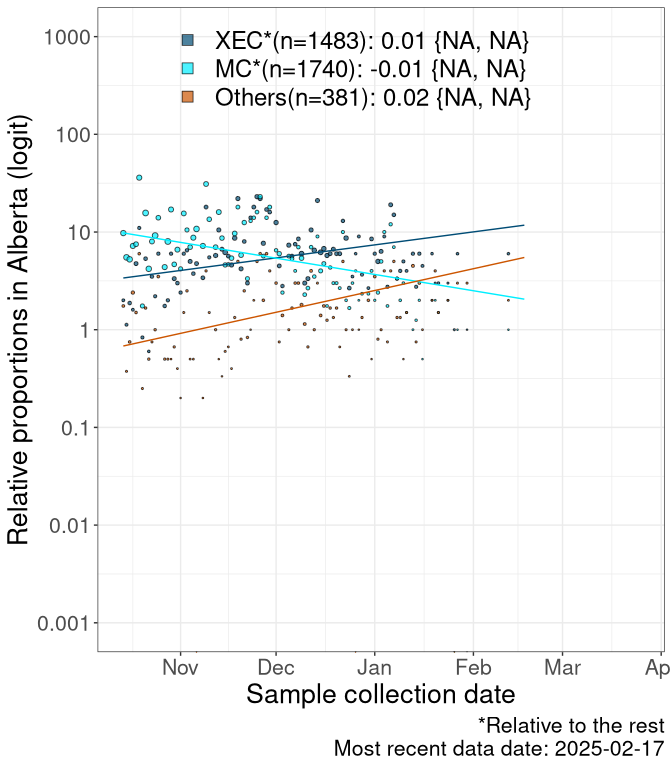 XEC*(n=1483): 0.01 {NA, NA}
MC*(n=1740): -0.01 {NA, NA}
Others(n=381): 0.02 {NA, NA}
Relative proportions in Alberta (logit)
1000
100
10
1
0.1
0.01
0.001
Nov Dec Jan Feb Mar Ap
Sample collection date
*Relative to the rest
Most recent data date: 2025-02-17